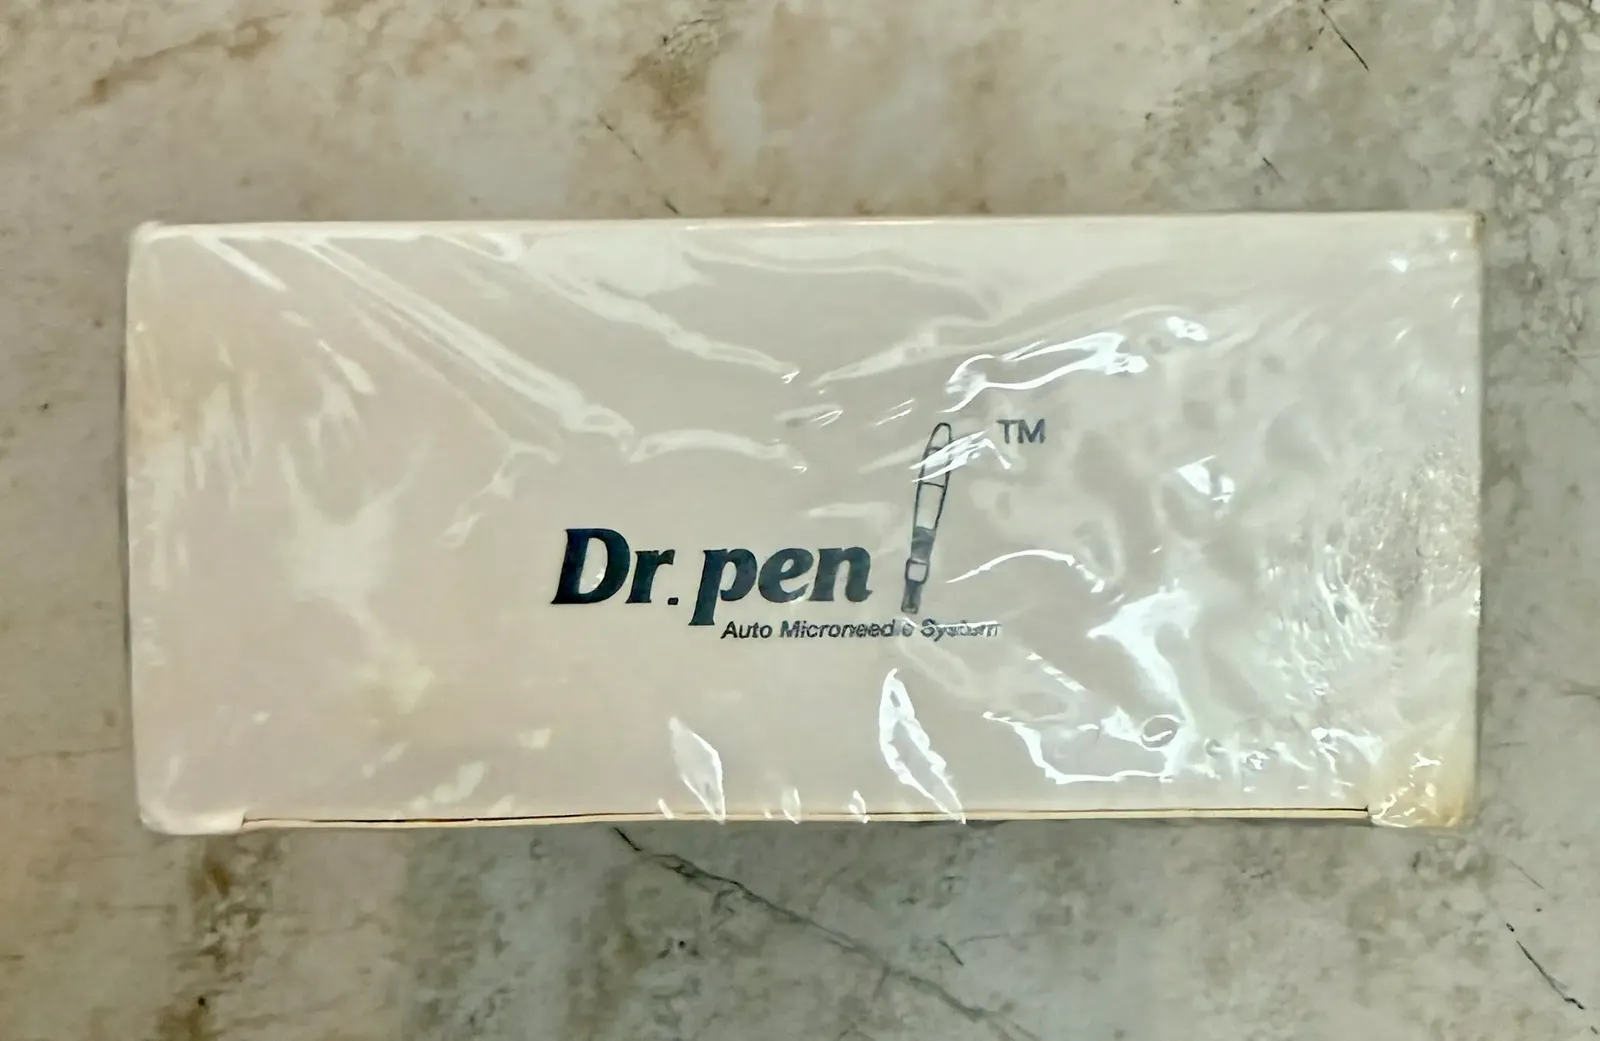 Dr. pen TM
Auto Microneedle System